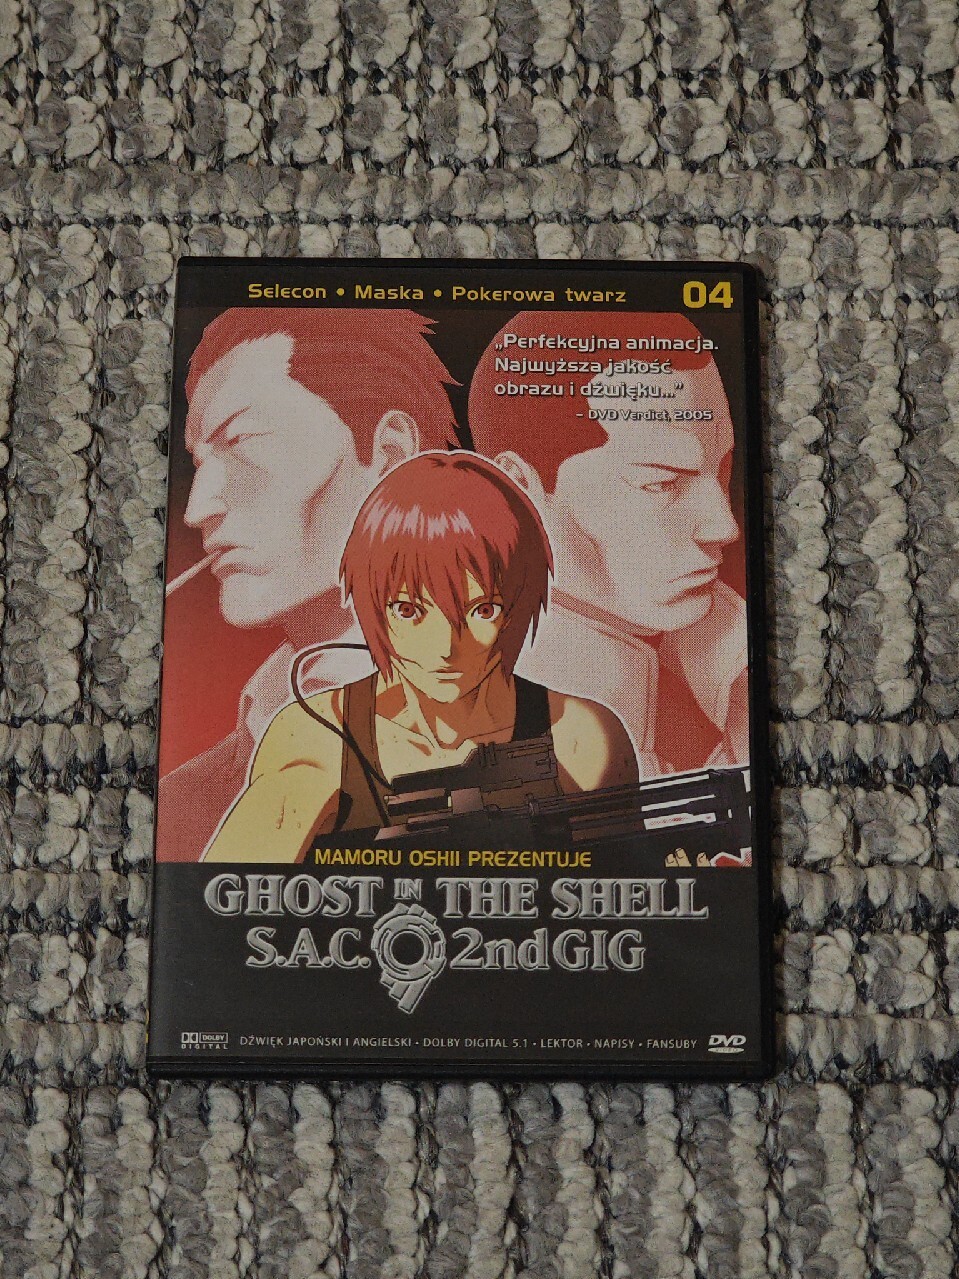 Selecon • Maska • Pokerowa twarz 04
„Perfekcyjna animacja.
Najwyższa jakość
obrazu i dźwięku..."
– DVD Verdict, 2005
MAMORU OSHII PREZENTUJE
GHOST IN THE SHELL
S.A.C. 2nd GIG
DOLBY DIGITAL DŹWIĘK JAPOŃSKI I ANGIELSKI · DOLBY DIGITAL 5.1 · LEKTOR · NAPISY · FANSUBY DVD VIDEO